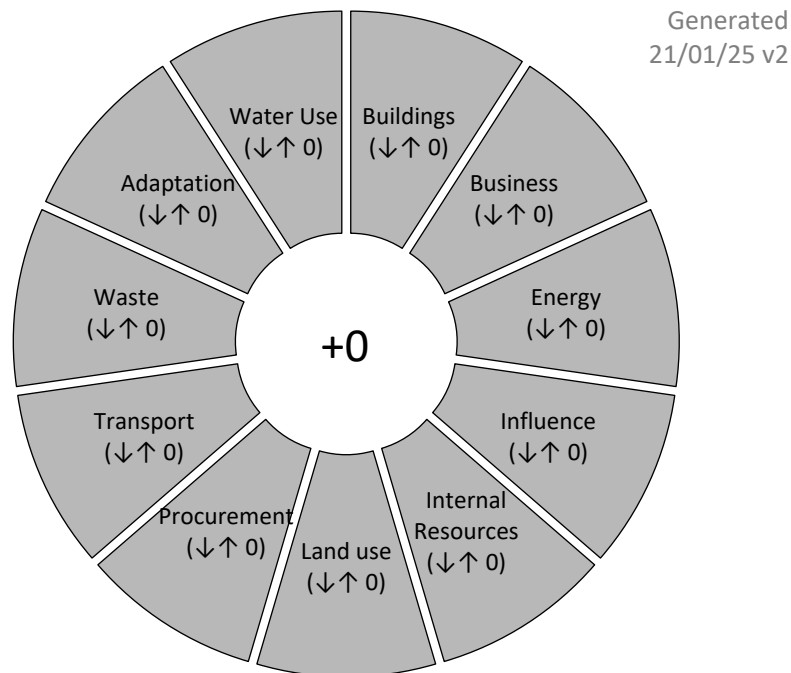 Generated
21/01/25 v2
Water Use
(↓↑ 0)
Buildings
(↓↑ 0)
Adaptation
(↓↑ 0)
Business
(↓↑ 0)
Waste
(↓↑ 0)
Energy
(↓↑ 0)
+0
Transport
(↓↑ 0)
Influence
(↓↑ 0)
Procurement
(↓↑ 0)
Internal
Resources
(↓↑ 0)
Land use
(↓↑ 0)